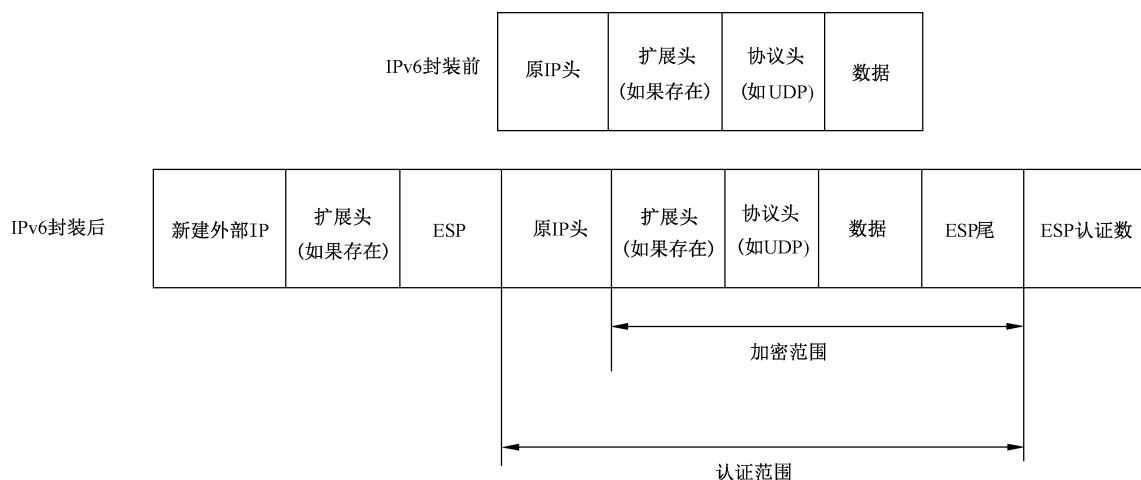 IPv6封装前
原IP头
扩展头
(如果存在)
协议头
(如UDP)
数据
IPv6封装后
新建外部IP
扩展头
(如果存在)
ESP
原IP头
扩展头
(如果存在)
协议头
(如UDP)
数据
ESP尾
ESP认证数
加密范围
认证范围